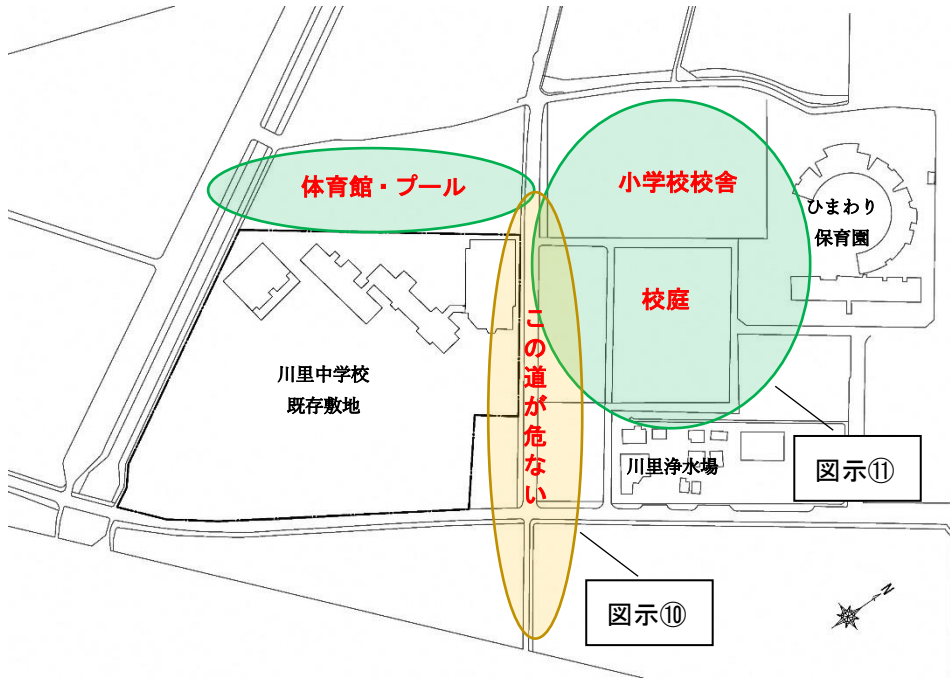 体育館・プール
小学校校舎
ひまわり
保育園
校庭
この道が危ない
川里中学校
既存敷地
川里浄水場
図示⑪
図示⑩
N